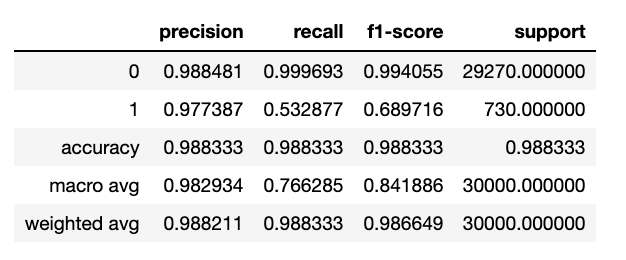 precision recall f1-score support
0 0.988481 0.999693 0.994055 29270.000000
1 0.977387 0.532877 0.689716 730.000000
accuracy 0.988333 0.988333 0.988333 0.988333
macro avg 0.982934 0.766285 0.841886 30000.000000
weighted avg 0.988211 0.988333 0.986649 30000.000000